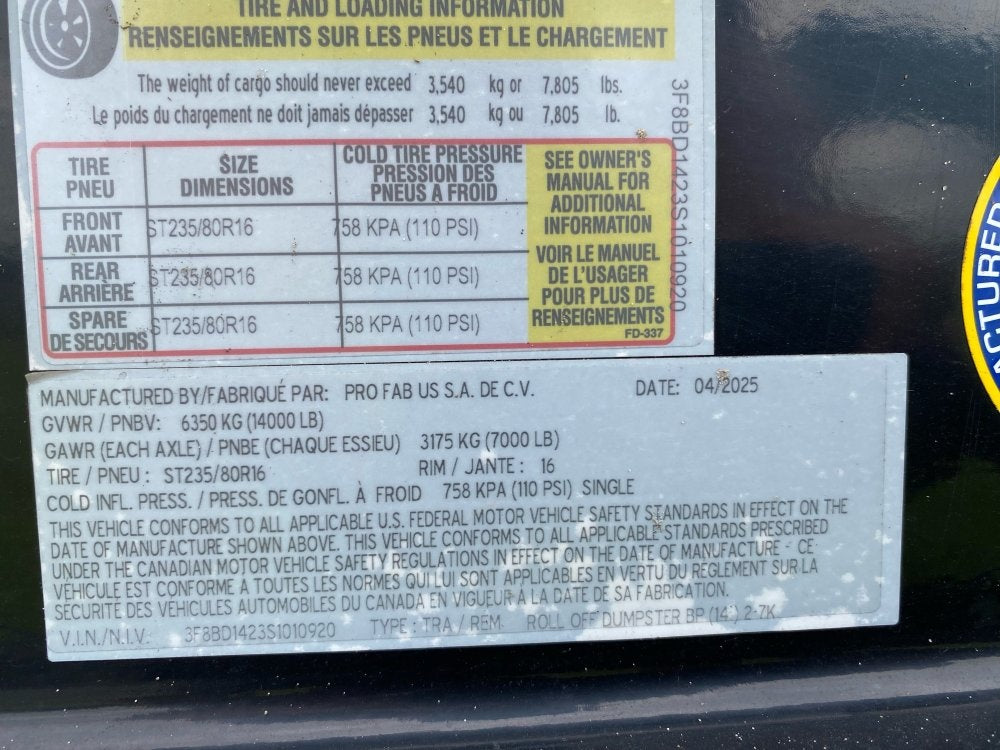 TIRE AND LOADING INFORMATION
RENSEIGNEMENTS SUR LES PNEUS ET LE CHARGEMENT
The weight of cargo should never exceed 3,540 kg or 7,805 lbs.
Le poids du chargement ne doit jamais dépasser 3,540 kg ou 7,805 lb.
TIRE PNEU
SIZE DIMENSIONS
COLD TIRE PRESSURE PRESSION DES PNEUS A FROID
FRONT AVANT
ST235/80R16
758 KPA (110 PSI)
REAR ARRIÈRE
ST235/80R16
758 KPA (110 PSI)
SPARE DE SECOURS
ST235/80R16
758 KPA (110 PSI)
SEE OWNER'S
MANUAL FOR
ADDITIONAL
INFORMATION
VOIR LE MANUEL
DE L'USAGER
POUR PLUS DE
RENSEIGNEMENTS
FD-337
3F8BD1423S1010920
MANUFACTURED BY/FABRIQUÉ PAR: PRO FAB US S.A. DE C.V. DATE: 04/2025
GVWR / PNBV: 6350 KG (14000 LB)
GAWR (EACH AXLE) / PNBE (CHAQUE ESSIEU) 3175 KG (7000 LB)
TIRE / PNEU : ST235/80R16 RIM / JANTE : 16
COLD INFL. PRESS. / PRESS. DE GONFL. À FROID 758 KPA (110 PSI) SINGLE
THIS VEHICLE CONFORMS TO ALL APPLICABLE U.S. FEDERAL MOTOR VEHICLE SAFETY STANDARDS IN EFFECT ON THE
DATE OF MANUFACTURE SHOWN ABOVE. THIS VEHICLE CONFORMS TO ALL APPLICABLE STANDARDS PRESCRIBED
UNDER THE CANADIAN MOTOR VEHICLE SAFETY REGULATIONS IN EFFECT ON THE DATE OF MANUFACTURE - CE
VÉHICULE EST CONFORME À TOUTES LES NORMES QUI LUI SONT APPLICABLES EN VERTU DU RÈGLEMENT SUR LA
SÉCURITÉ DES VÉHICULES AUTOMOBILES DU CANADA EN VIGUEUR À LA DATE DE SA FABRICATION.
V.I.N./N.I.V.: 3F8BD1423S1010920 TYPE : TRA / REM. ROLL OFF DUMPSTER BP (14') 2-7K